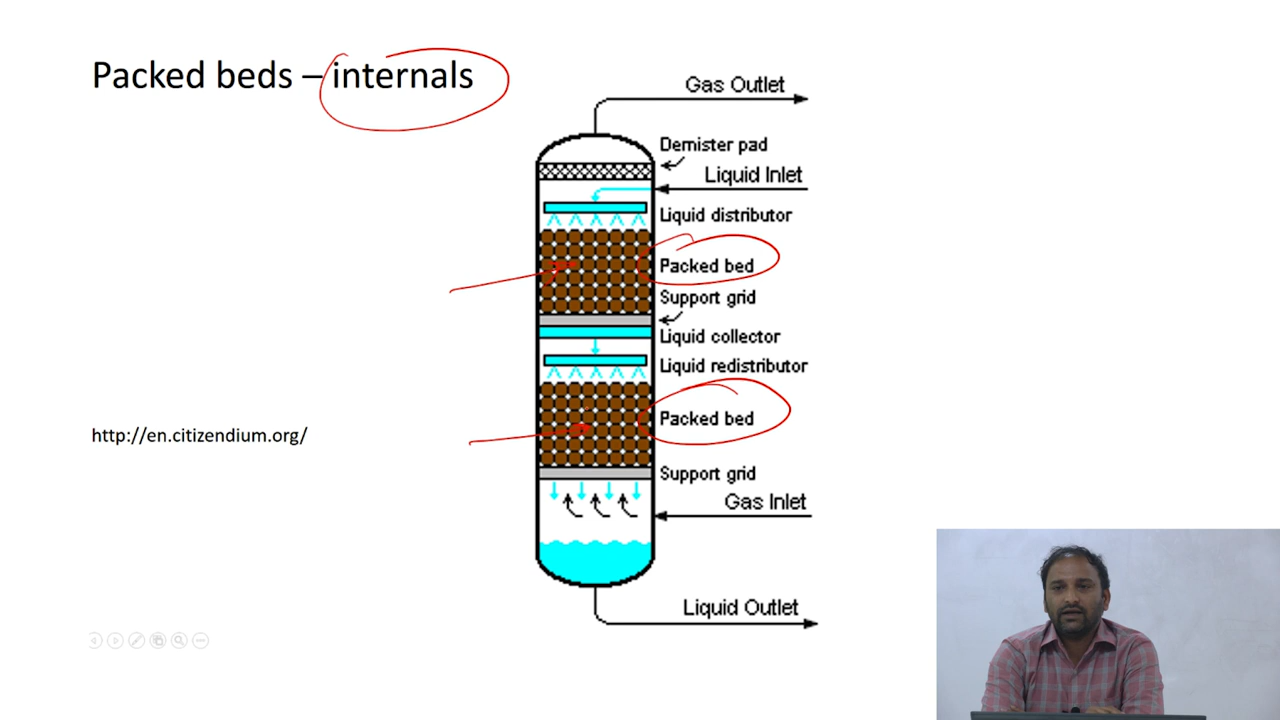 Packed beds – internals
Gas Outlet
Demister pad
Liquid Inlet
Liquid distributor
Packed bed
Support grid
Liquid collector
Liquid redistributor
Packed bed
http://en.citizendium.org/
Support grid
Gas Inlet
Liquid Outlet